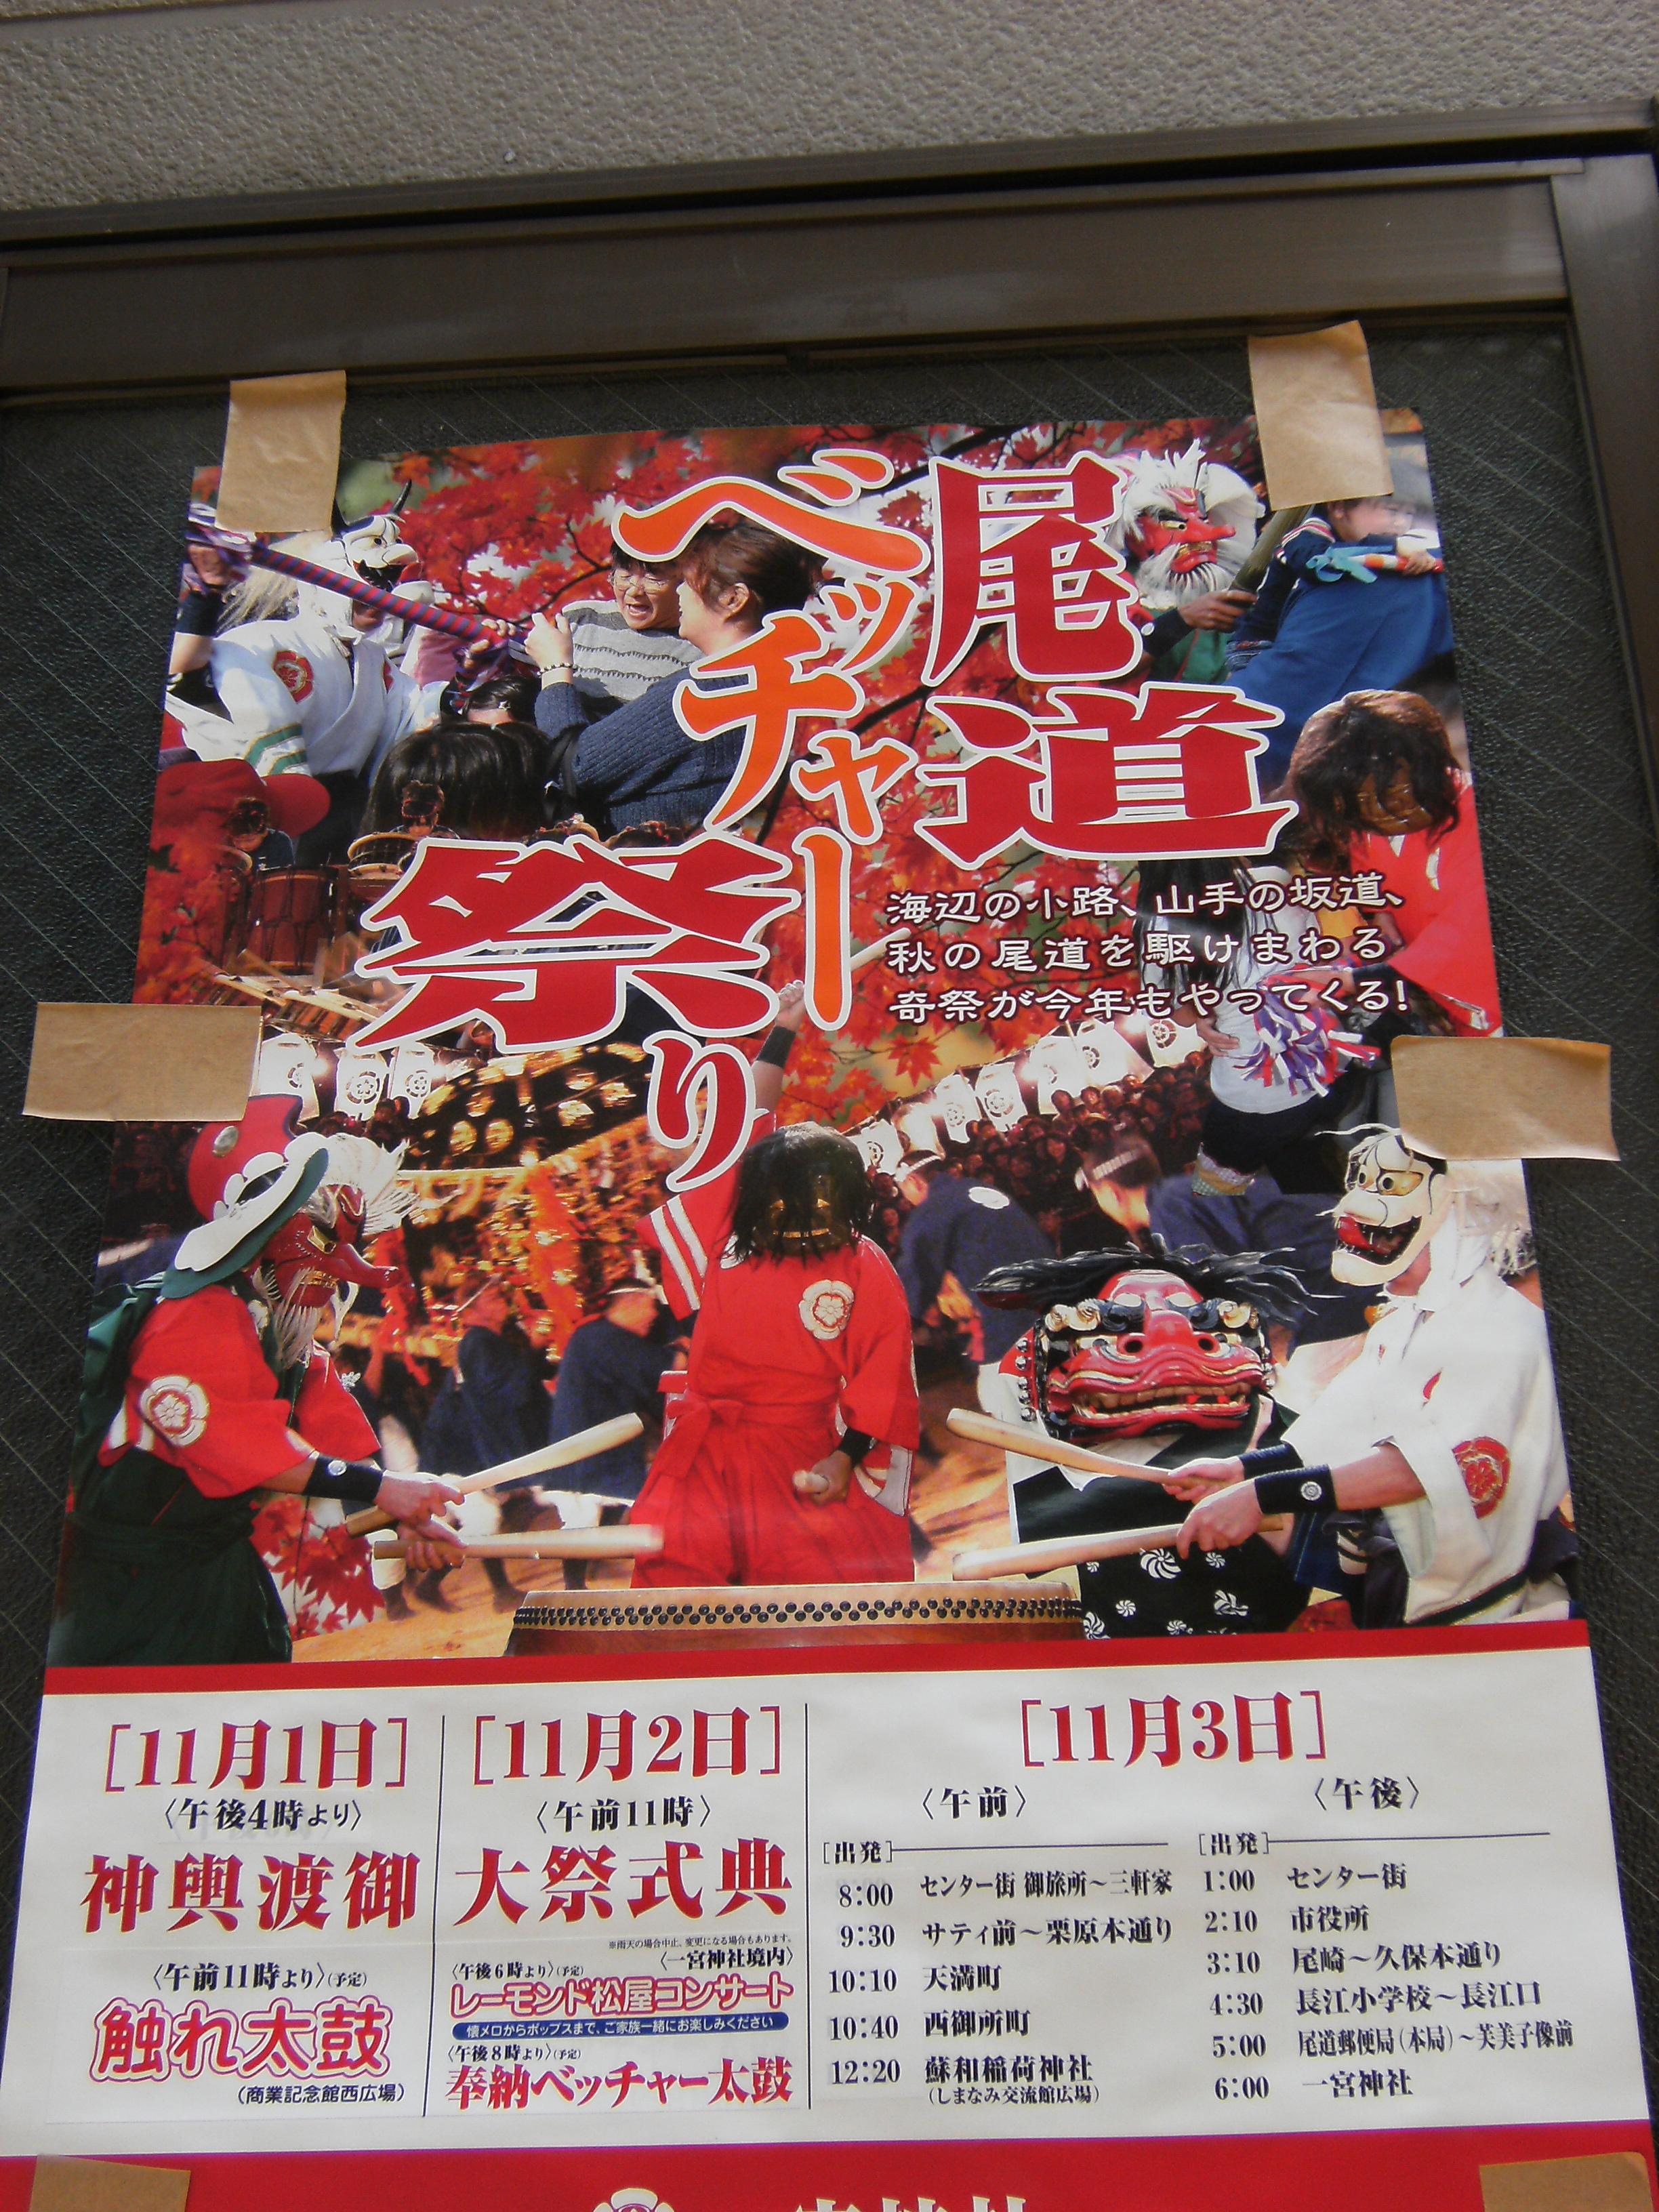 尾道
ベッチャー
祭り
海辺の小路、山手の坂道、
秋の尾道を駆けまわる
奇祭が今年もやってくる!
[11月1日]
〈午後4時より〉
神輿渡御
〈午前11時より〉(予定)
触れ太鼓
(商業記念館西広場)
[11月2日]
〈午前11時〉
大祭式典
※雨天の場合中止、変更になる場合もあります。
〈一宮神社境内〉
〈午後6時より〉(予定)
レーモンド松屋コンサート
懐メロからポップスまで、ご家族一緒にお楽しみください
〈午後8時より〉(予定)
奉納ベッチャー太鼓
[11月3日]
〈午前〉
[出発]
8:00 センター街 御旅所～三軒家
9:30 サティ前～栗原本通り
10:10 天満町
10:40 西御所町
12:20 蘇和稲荷神社
(しまなみ交流館広場)
〈午後〉
[出発]
1:00 センター街
2:10 市役所
3:10 尾崎～久保本通り
4:30 長江小学校～長江口
5:00 尾道郵便局(本局)～芙美子像前
6:00 一宮神社